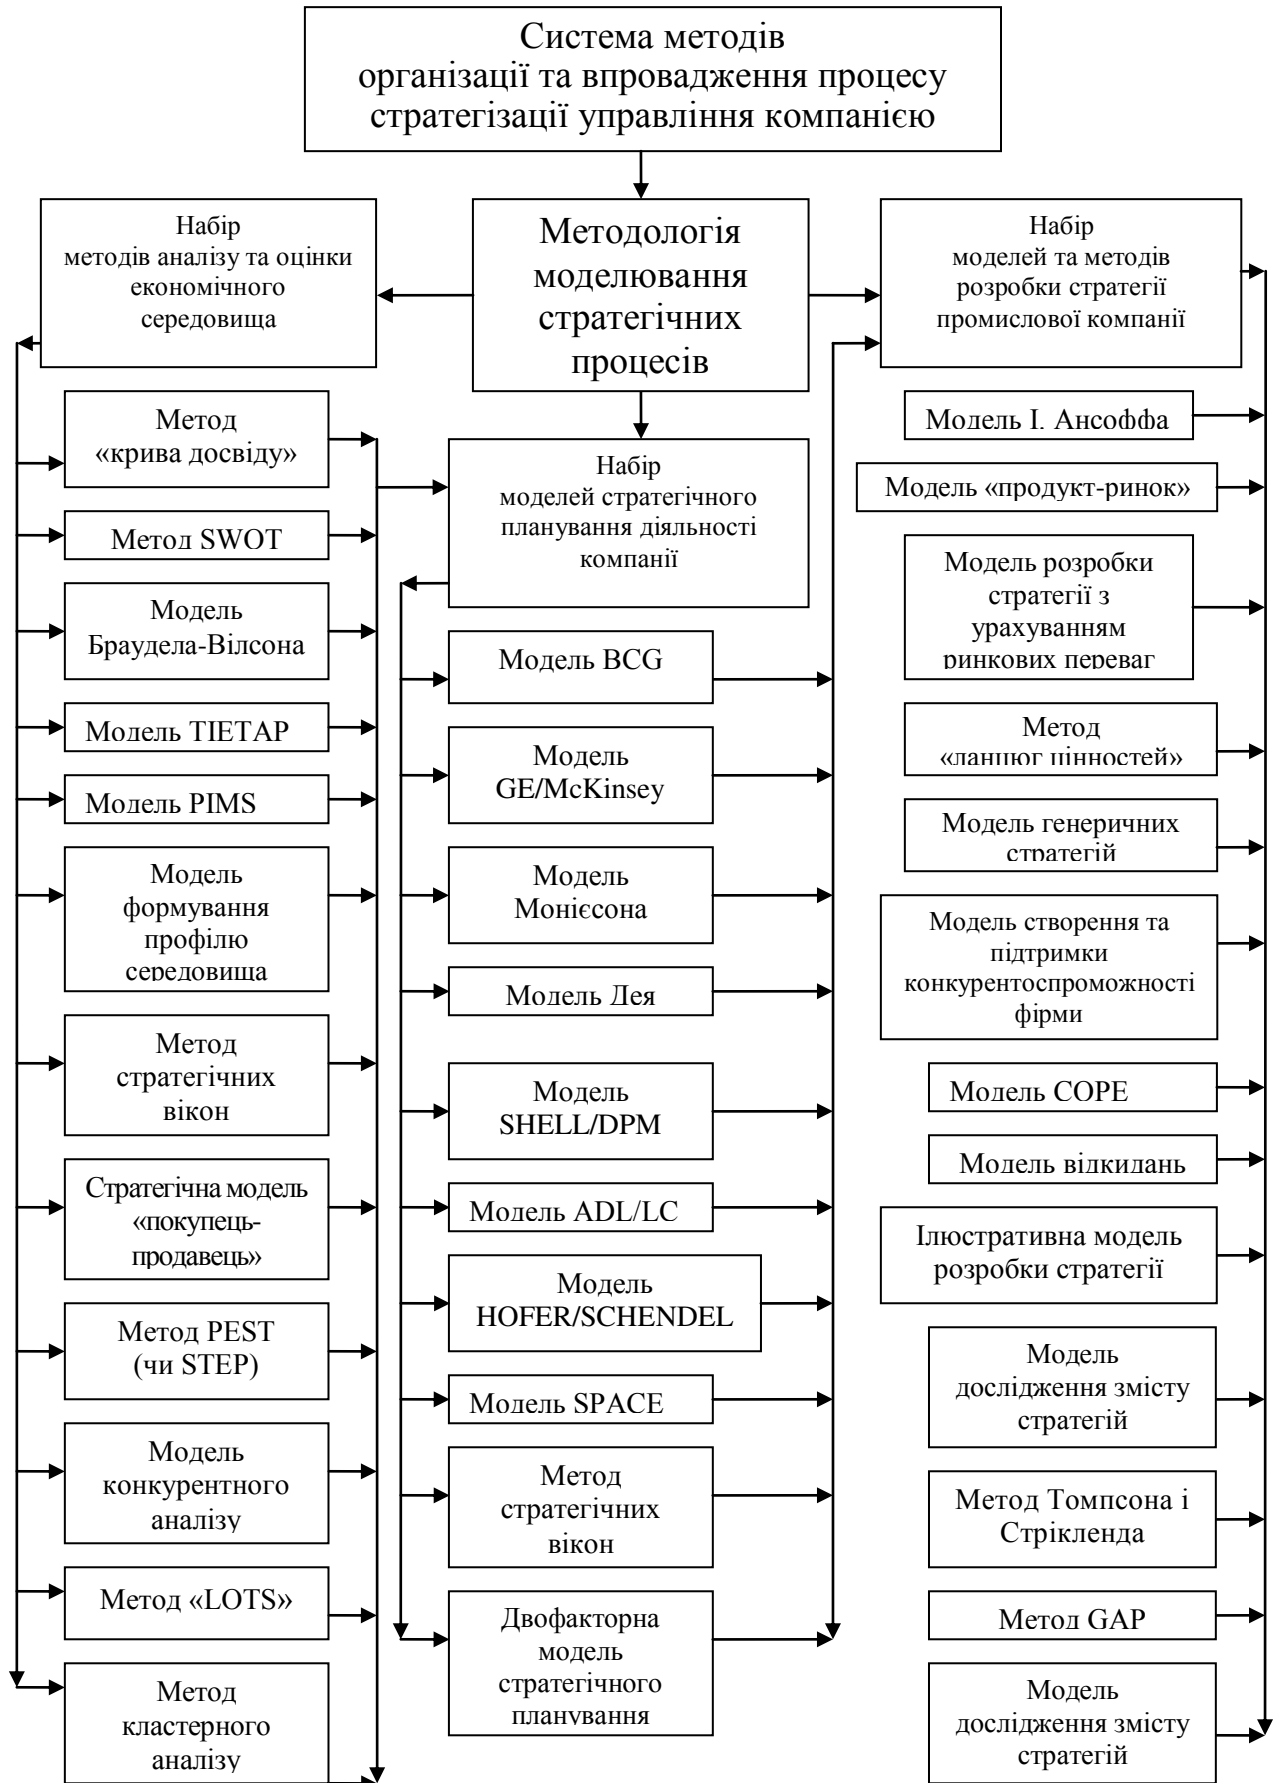 Система методів
організації та впровадження процесу
стратегізації управління компанією
Набір
методів аналізу та оцінки
економічного
середовища
Методологія
моделювання
стратегічних
процесів
Набір
моделей та методів
розробки стратегії
промислової компанії
Метод
«крива досвіду»
Метод SWOT
Модель
Браудела-Вілсона
Модель TIETAP
Модель PIMS
Модель
формування
профілю
середовища
Метод
стратегічних
вікон
Стратегічна модель
«покупець-
продавець»
Метод PEST
(чи STEP)
Модель
конкурентного
аналізу
Метод «LOTS»
Метод
кластерного
аналізу
Набір
моделей стратегічного
планування діяльності
компанії
Модель BCG
Модель
GE/McKinsey
Модель
Монієсона
Модель Дея
Модель
SHELL/DPM
Модель ADL/LC
Модель
HOFER/SCHENDEL
Модель SPACE
Метод
стратегічних
вікон
Двофакторна
модель
стратегічного
планування
Модель І. Ансоффа
Модель «продукт-ринок»
Модель розробки
стратегії з
урахуванням
ринкових переваг
Метод
«ланцюг цінностей»
Модель генеричних
стратегій
Модель створення та
підтримки
конкурентоспроможності
фірми
Модель COPE
Модель відкидань
Ілюстративна модель
розробки стратегії
Модель
дослідження змісту
стратегій
Метод Томпсона і
Стрікленда
Метод GAP
Модель
дослідження змісту
стратегій